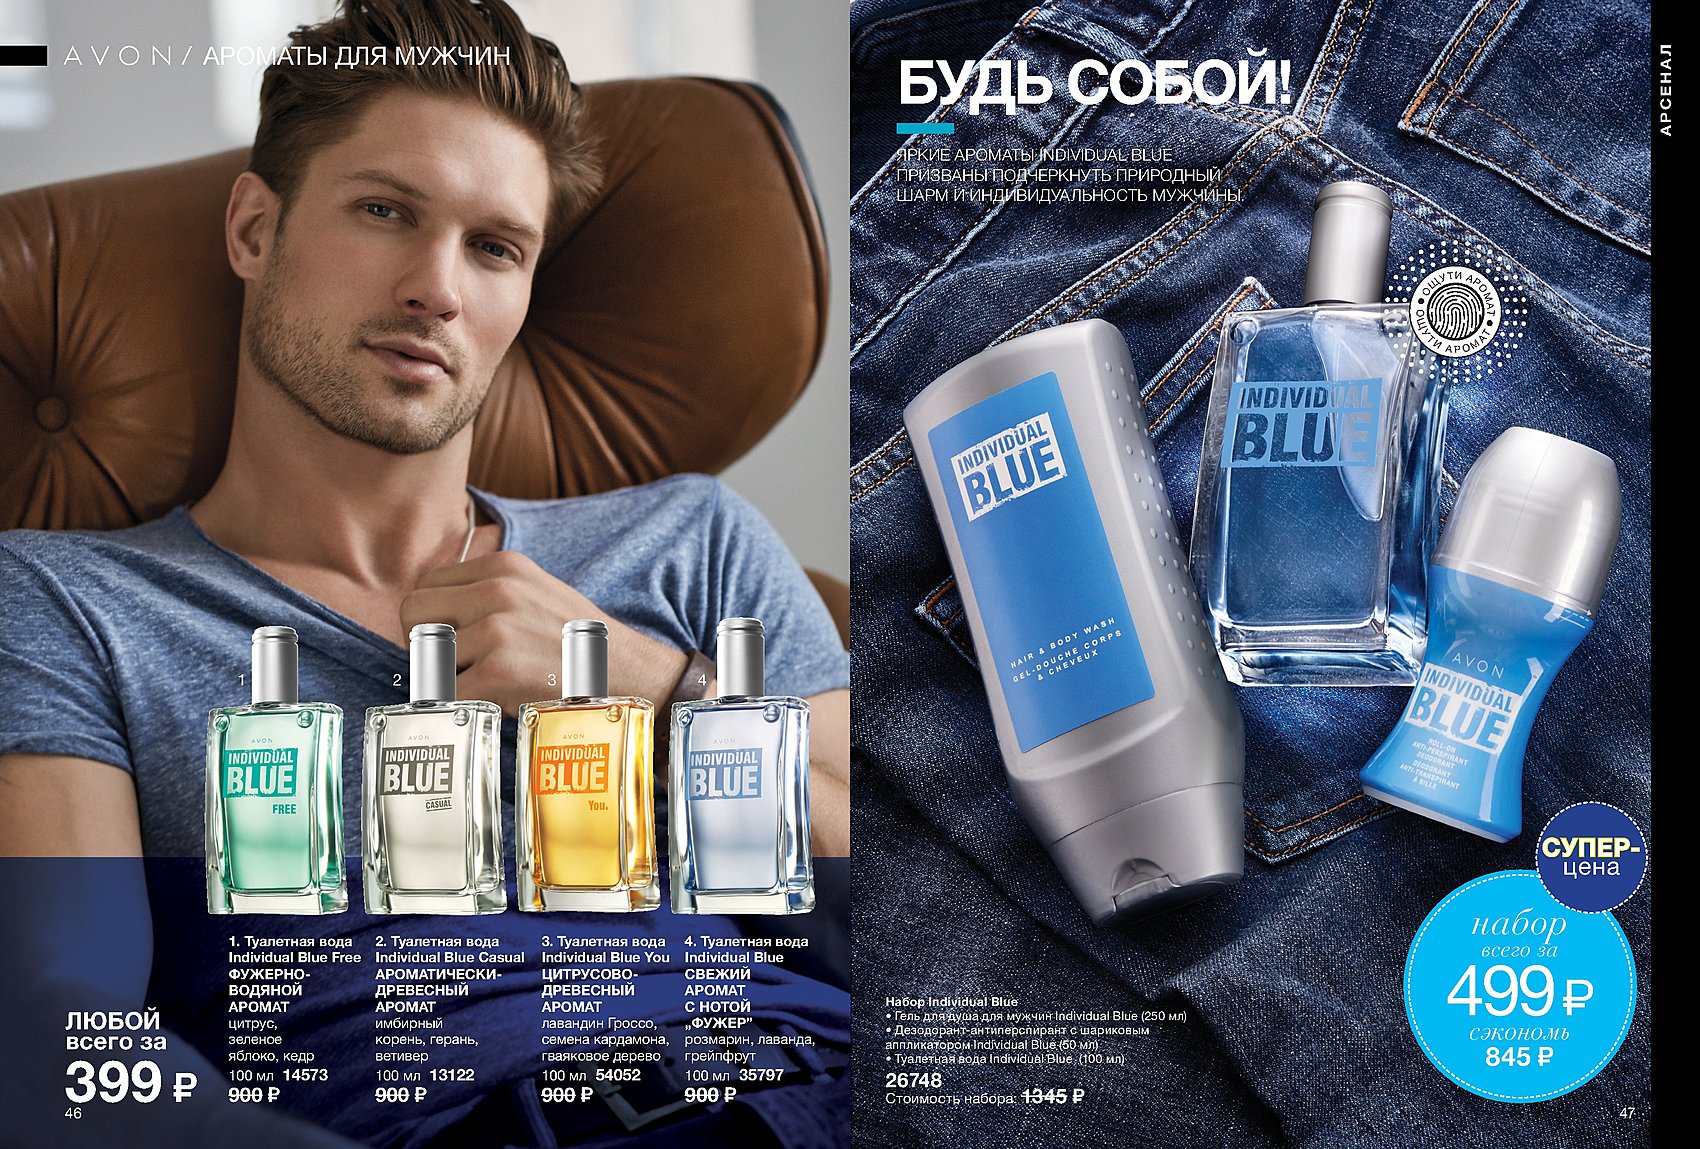 AVON / АРОМАТЫ ДЛЯ МУЖЧИН
1
2
3
4
AVON
INDIVIDUAL
BLUE
FREE
AVON
INDIVIDUAL
BLUE
CASUAL
AVON
INDIVIDUAL
BLUE
You.
INDIVIDUAL
BLUE
ЛЮБОЙ
всего за
399 ₽
46
1. Туалетная вода
Individual Blue Free
ФУЖЕРНО-
ВОДЯНОЙ
АРОМАТ
цитрус,
зеленое
яблоко, кедр
100 мл 14573
900 ₽
2. Туалетная вода
Individual Blue Casual
АРОМАТИЧЕСКИ-
ДРЕВЕСНЫЙ
АРОМАТ
имбирный
корень, герань,
ветивер
100 мл 13122
900 ₽
3. Туалетная вода
Individual Blue You
ЦИТРУСОВО-
ДРЕВЕСНЫЙ
АРОМАТ
лавандин Гроссо,
семена кардамона,
гваяковое дерево
100 мл 54052
900 ₽
4. Туалетная вода
Individual Blue
СВЕЖИЙ
АРОМАТ
С НОТОЙ
„ФУЖЕР”
розмарин, лаванда,
грейпфрут
100 мл 35797
900 ₽
БУДЬ СОБОЙ!
ЯРКИЕ АРОМАТЫ INDIVIDUAL BLUE
ПРИЗВАНЫ ПОДЧЕРКНУТЬ ПРИРОДНЫЙ
ШАРМ И ИНДИВИДУАЛЬНОСТЬ МУЖЧИНЫ.
АРСЕНАЛ
ОЩУТИ АРОМАТ • ОЩУТИ АРОМАТ •
INDIVIDUAL
BLUE
HAIR & BODY WASH
GEL-DOUCHE CORPS
& CHEVEUX
INDIVIDUAL
BLUE
AVON
INDIVIDUAL
BLUE
ROLL-ON
ANTI-PERSPIRANT
DEODORANT
DÉODORANT
ANTI-TRANSPIRANT
À BILLE
СУПЕР-
цена
набор
всего за
499 ₽
сэкономь
845 ₽
Набор Individual Blue
• Гель для душа для мужчин Individual Blue (250 мл)
• Дезодорант-антиперспирант с шариковым
аппликатором Individual Blue (50 мл)
• Туалетная вода Individual Blue (100 мл)
26748
Стоимость набора: 1345 ₽
47